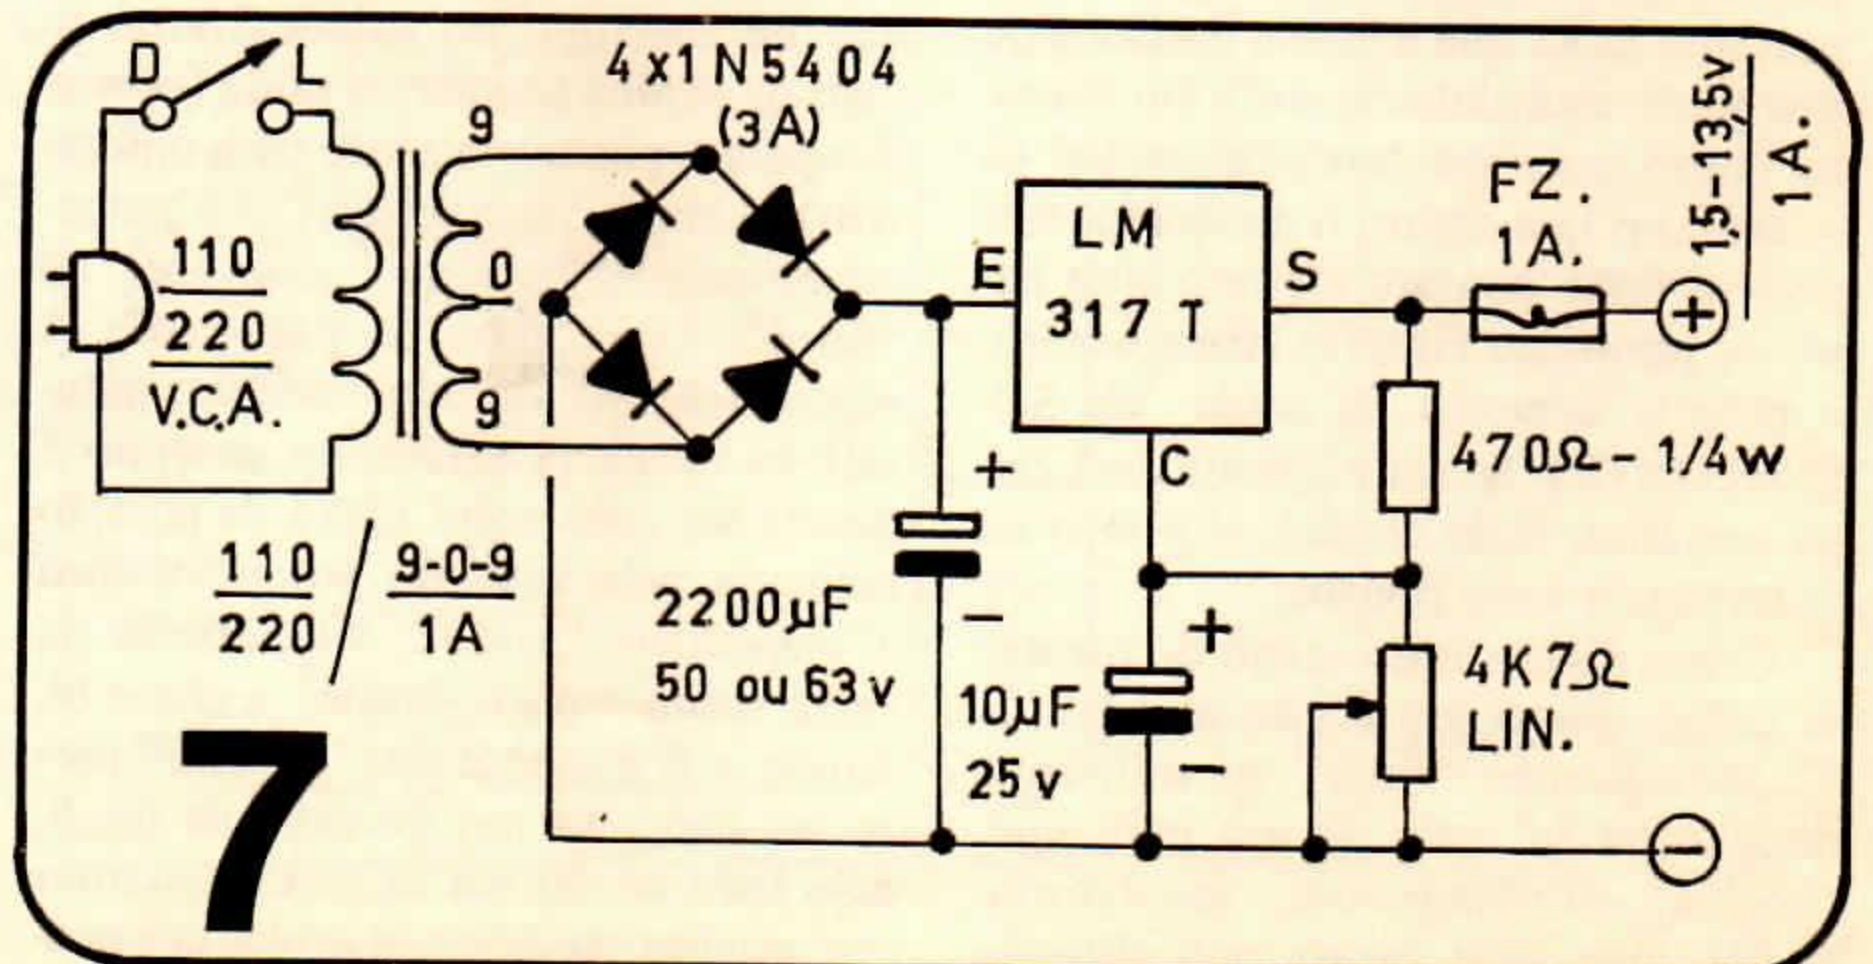 D
L
4x1N5404
(3A)
9
0
9
110
220
V.C.A.
110
220
/
9-0-9
1A
2200µF
50 ou 63v
+
−
E
LM
317 T
S
C
FZ.
1A.
1,5-13,5v
1A.
+
470Ω - 1/4w
+
−
10µF
25v
4K7Ω
LIN.
−
7